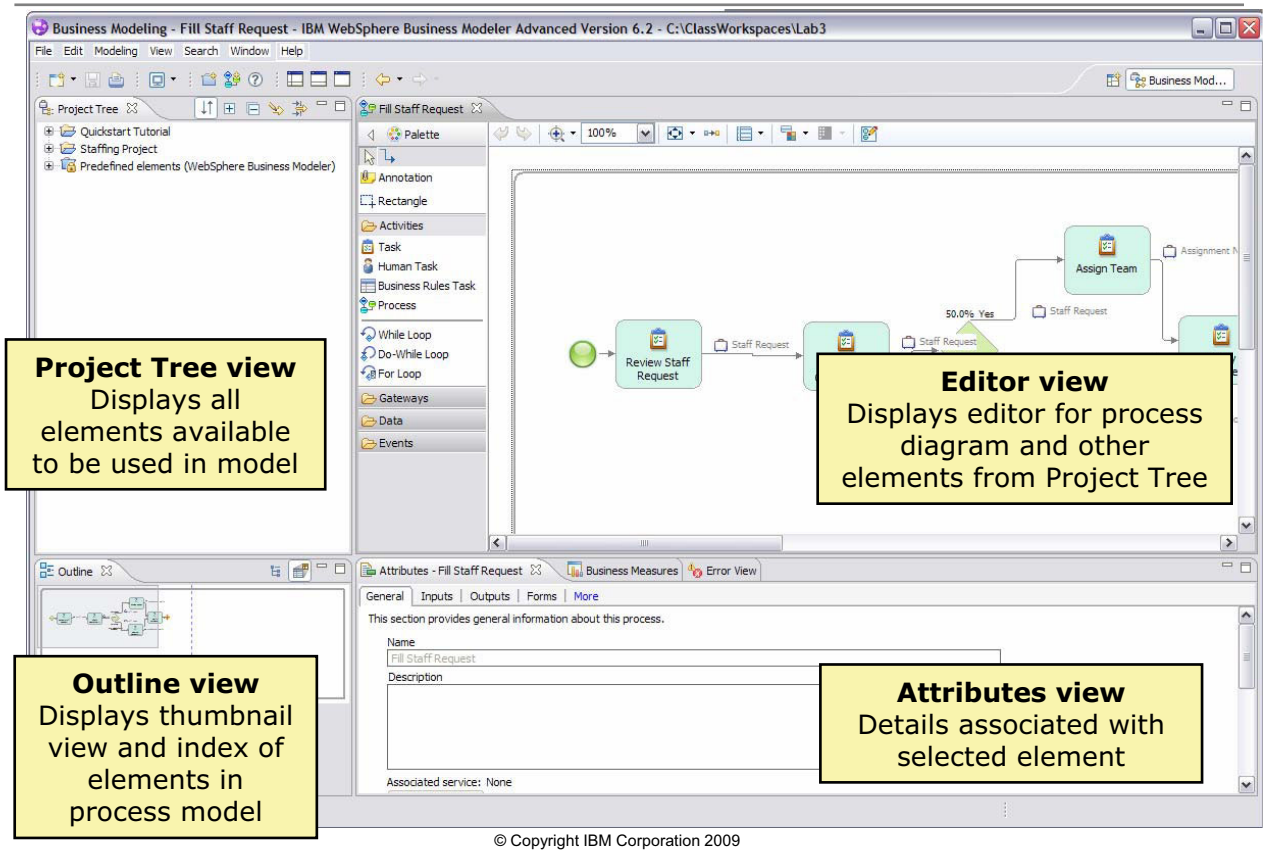 Business Modeling - Fill Staff Request - IBM WebSphere Business Modeler Advanced Version 6.2 - C:\ClassWorkspaces\Lab3
File Edit Modeling View Search Window Help
Business Mod...
Project Tree
Quickstart Tutorial
Staffing Project
Predefined elements (WebSphere Business Modeler)
Fill Staff Request
Palette
100%
Annotation
Rectangle
Activities
Task
Human Task
Business Rules Task
Process
While Loop
Do-While Loop
For Loop
Gateways
Data
Events
Review Staff
Request
Staff Request
Staff Request
50.0% Yes
Staff Request
Assign Team
Assignment N
Project Tree view
Displays all
elements available
to be used in model
Editor view
Displays editor for process
diagram and other
elements from Project Tree
Outline
Outline view
Displays thumbnail
view and index of
elements in
process model
Attributes - Fill Staff Request Business Measures Error View
General Inputs Outputs Forms More
This section provides general information about this process.
Name
Fill Staff Request
Description
Associated service: None
Attributes view
Details associated with
selected element
© Copyright IBM Corporation 2009